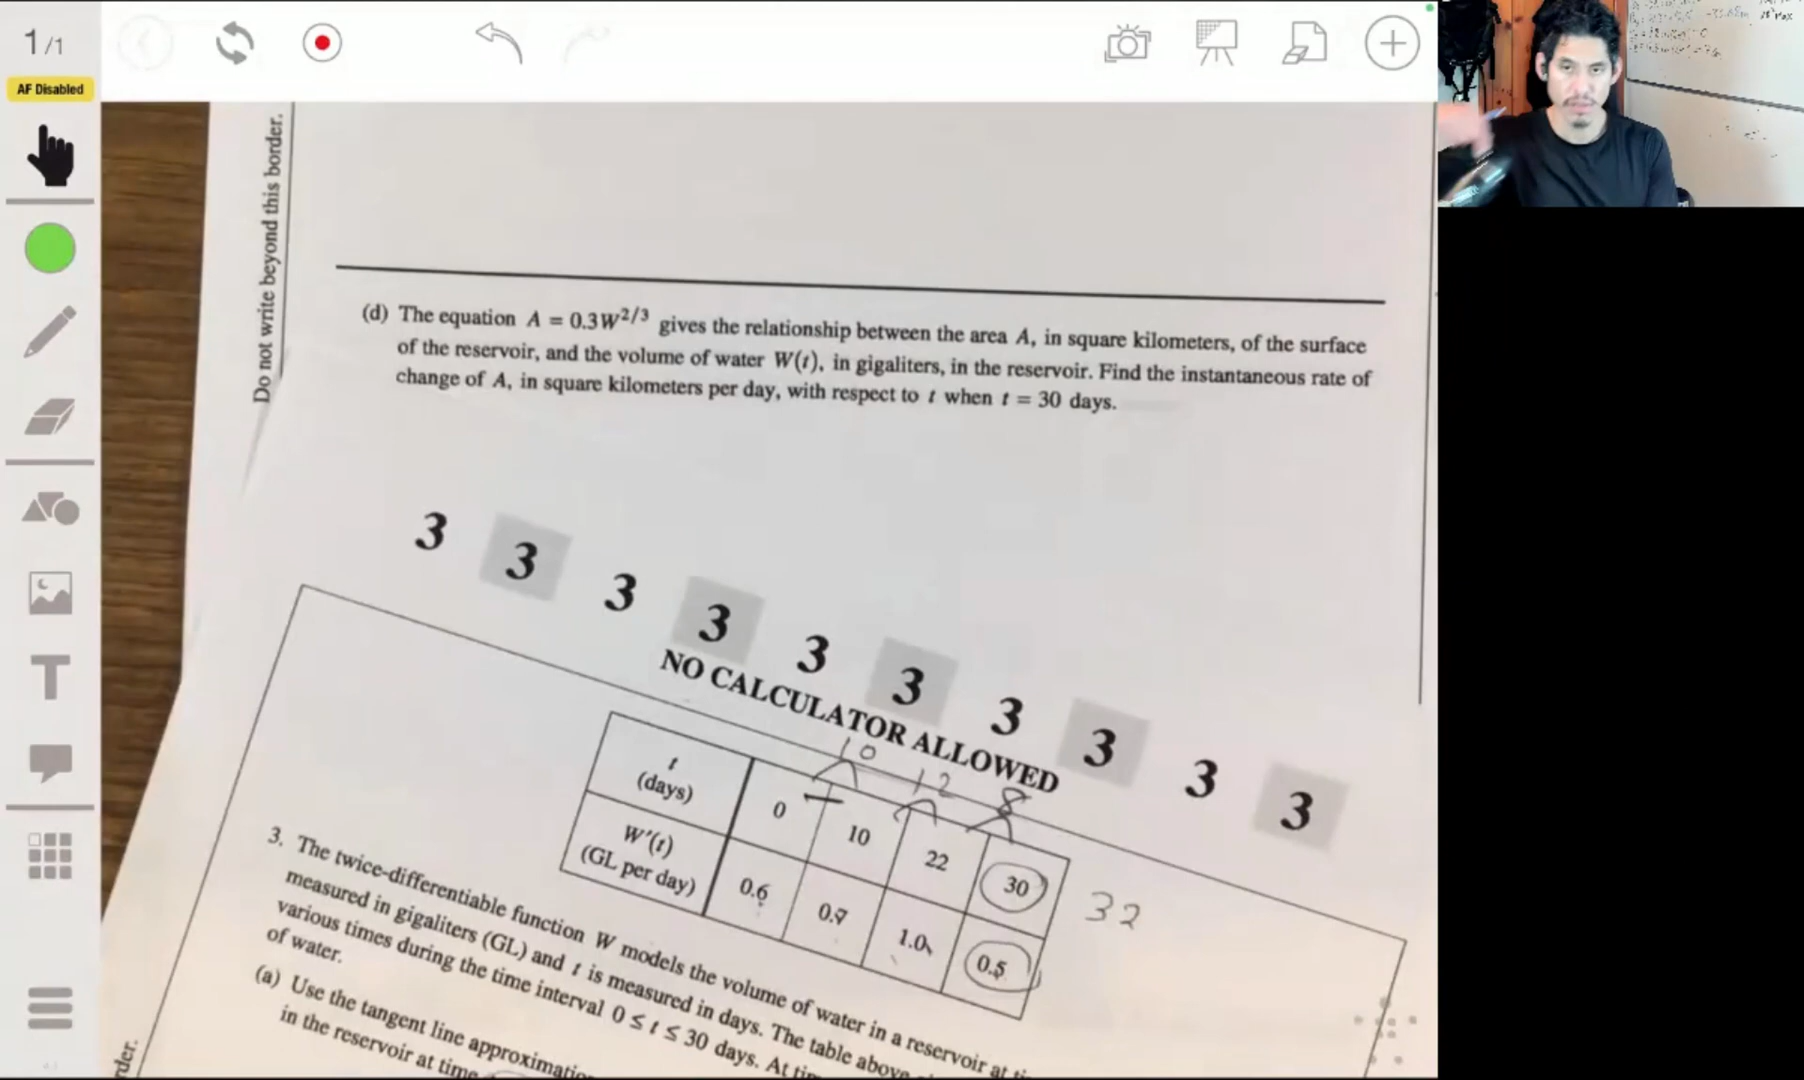 1/1
AF Disabled
T
Do not write beyond this border.
(d) The equation A = 0.3W^{2/3} gives the relationship between the area A, in square kilometers, of the surface
of the reservoir, and the volume of water W(t), in gigaliters, in the reservoir. Find the instantaneous rate of
change of A, in square kilometers per day, with respect to t when t = 30 days.
3 3 3 3 3 3 3 3 3 3
NO CALCULATOR ALLOWED
10 12 8
t (days) 0 10 22 30 32
W'(t) (GL per day) 0.6 0.7 1.0 0.5
3. The twice-differentiable function W models the volume of water in a reservoir at
measured in gigaliters (GL) and t is measured in days. The table above
various times during the time interval 0 ≤ t ≤ 30 days. At
of water.
(a) Use the tangent line
in the reservoir at time